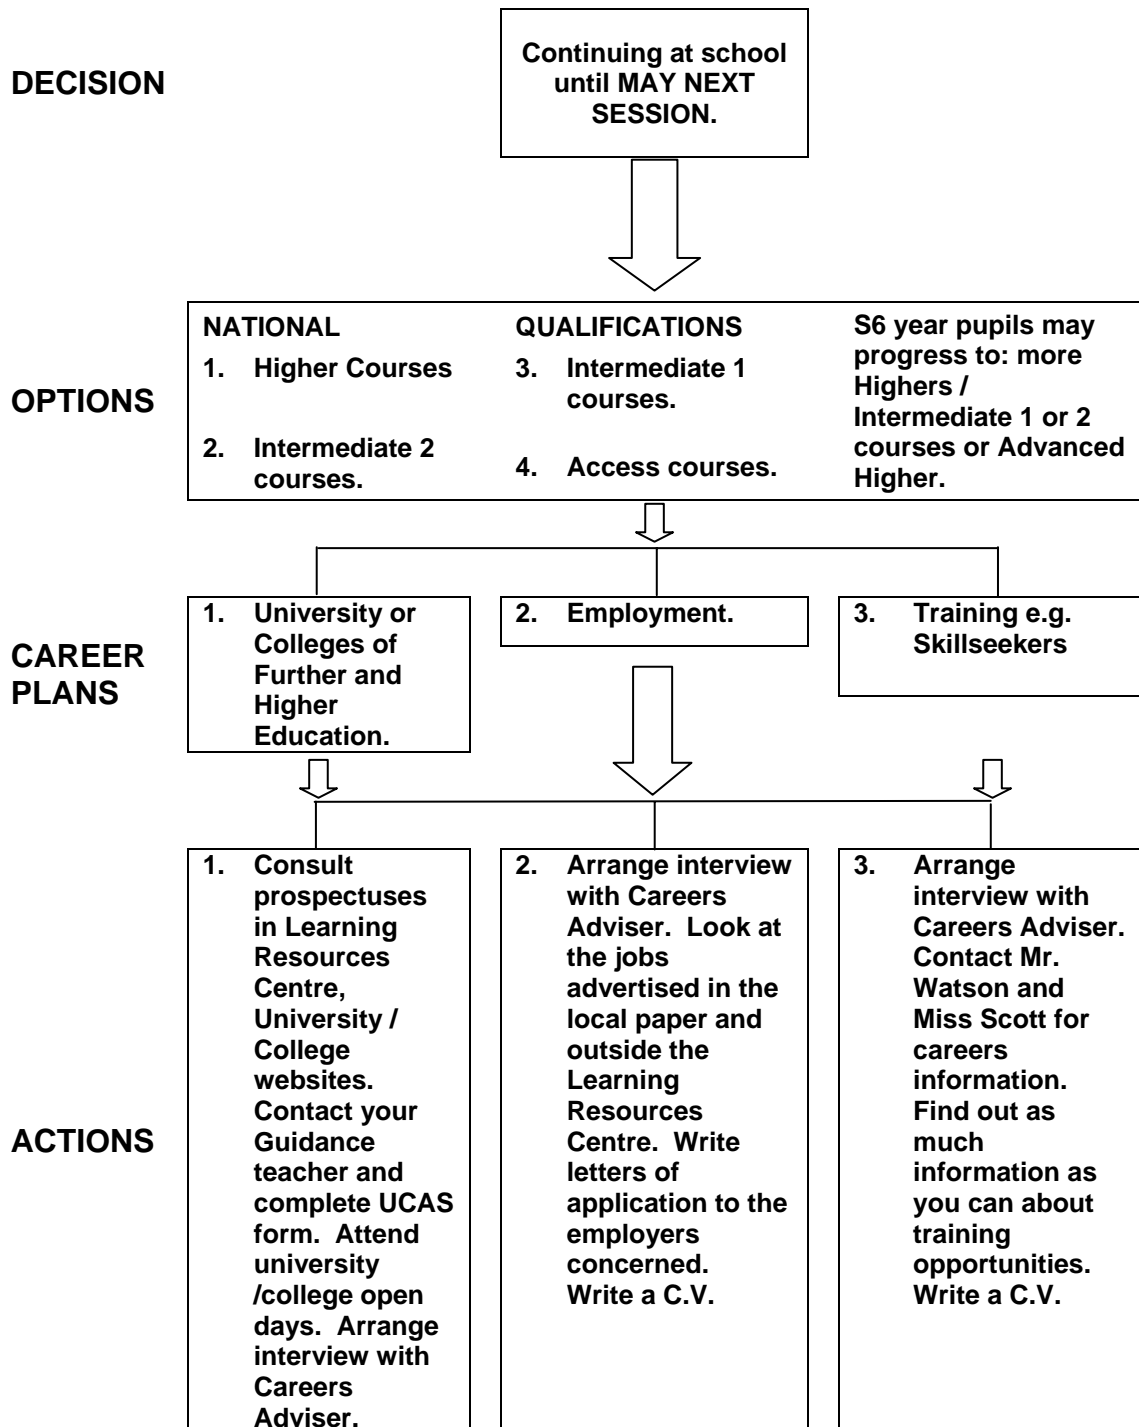 DECISION
Continuing at school
until MAY NEXT
SESSION.
OPTIONS
NATIONAL
1. Higher Courses
2. Intermediate 2
courses.
QUALIFICATIONS
3. Intermediate 1
courses.
4. Access courses.
S6 year pupils may
progress to: more
Highers /
Intermediate 1 or 2
courses or Advanced
Higher.
CAREER
PLANS
1. University or
Colleges of
Further and
Higher
Education.
2. Employment.
3. Training e.g.
Skillseekers
ACTIONS
1. Consult
prospectuses
in Learning
Resources
Centre,
University /
College
websites.
Contact your
Guidance
teacher and
complete UCAS
form. Attend
university
/college open
days. Arrange
interview with
Careers
Adviser.
2. Arrange interview
with Careers
Adviser. Look at
the jobs
advertised in the
local paper and
outside the
Learning
Resources
Centre. Write
letters of
application to the
employers
concerned.
Write a C.V.
3. Arrange
interview with
Careers Adviser.
Contact Mr.
Watson and
Miss Scott for
careers
information.
Find out as
much
information as
you can about
training
opportunities.
Write a C.V.